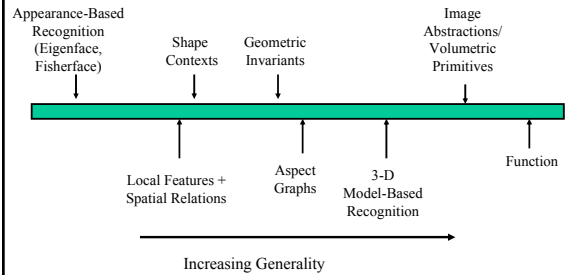 Appearance-Based
Recognition
(Eigenface,
Fisherface)
Shape
Contexts
Geometric
Invariants
Image
Abstractions/
Volumetric
Primitives
Local Features +
Spatial Relations
Aspect
Graphs
3-D
Model-Based
Recognition
Function
Increasing Generality